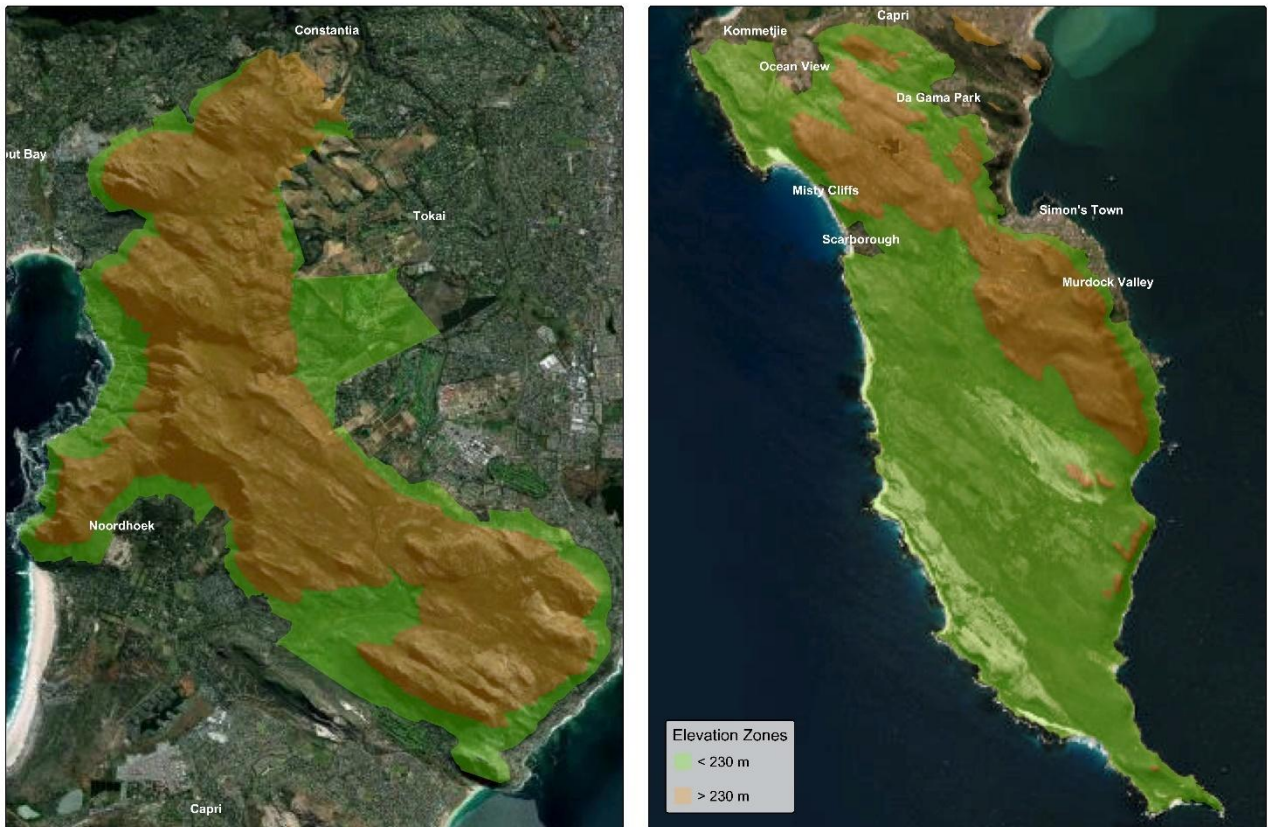 Constantia
out Bay
Tokai
Noordhoek
Capri
Capri
Kommetjie
Ocean View
Da Gama Park
Misty Cliffs
Simon's Town
Scarborough
Murdock Valley
Elevation Zones
< 230 m
> 230 m